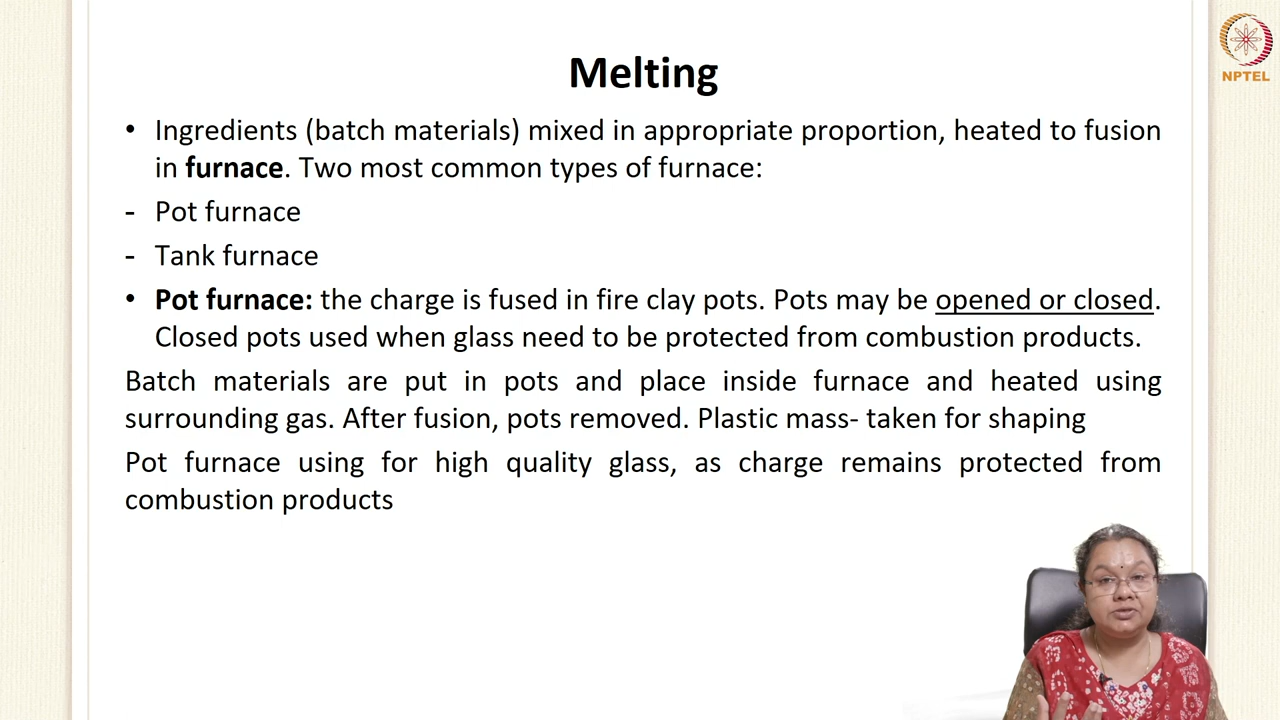 Melting
NPTEL
• Ingredients (batch materials) mixed in appropriate proportion, heated to fusion
in furnace. Two most common types of furnace:
- Pot furnace
- Tank furnace
• Pot furnace: the charge is fused in fire clay pots. Pots may be opened or closed.
Closed pots used when glass need to be protected from combustion products.
Batch materials are put in pots and place inside furnace and heated using
surrounding gas. After fusion, pots removed. Plastic mass- taken for shaping
Pot furnace using for high quality glass, as charge remains protected from
combustion products